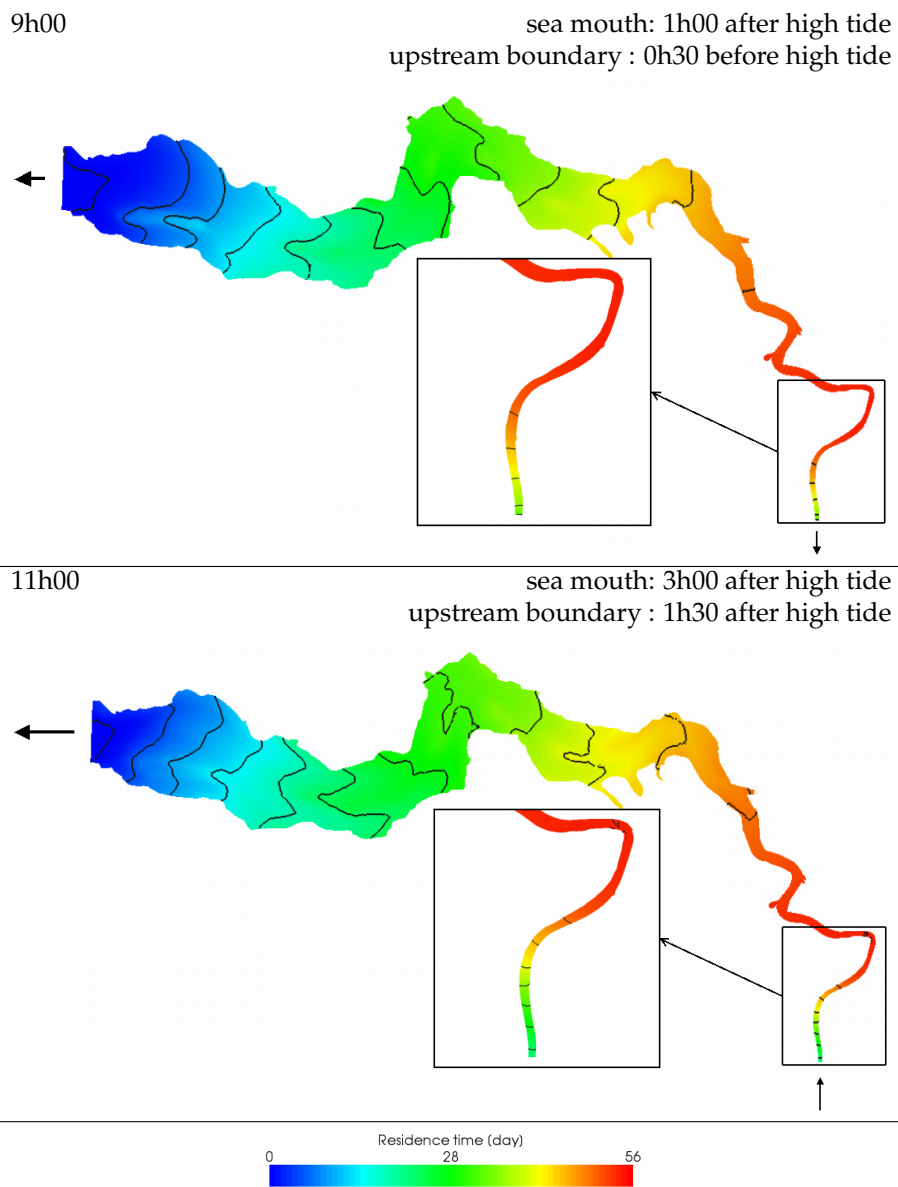 9h00
sea mouth: 1h00 after high tide
upstream boundary : 0h30 before high tide
11h00
sea mouth: 3h00 after high tide
upstream boundary : 1h30 after high tide
Residence time (day)
0 28 56